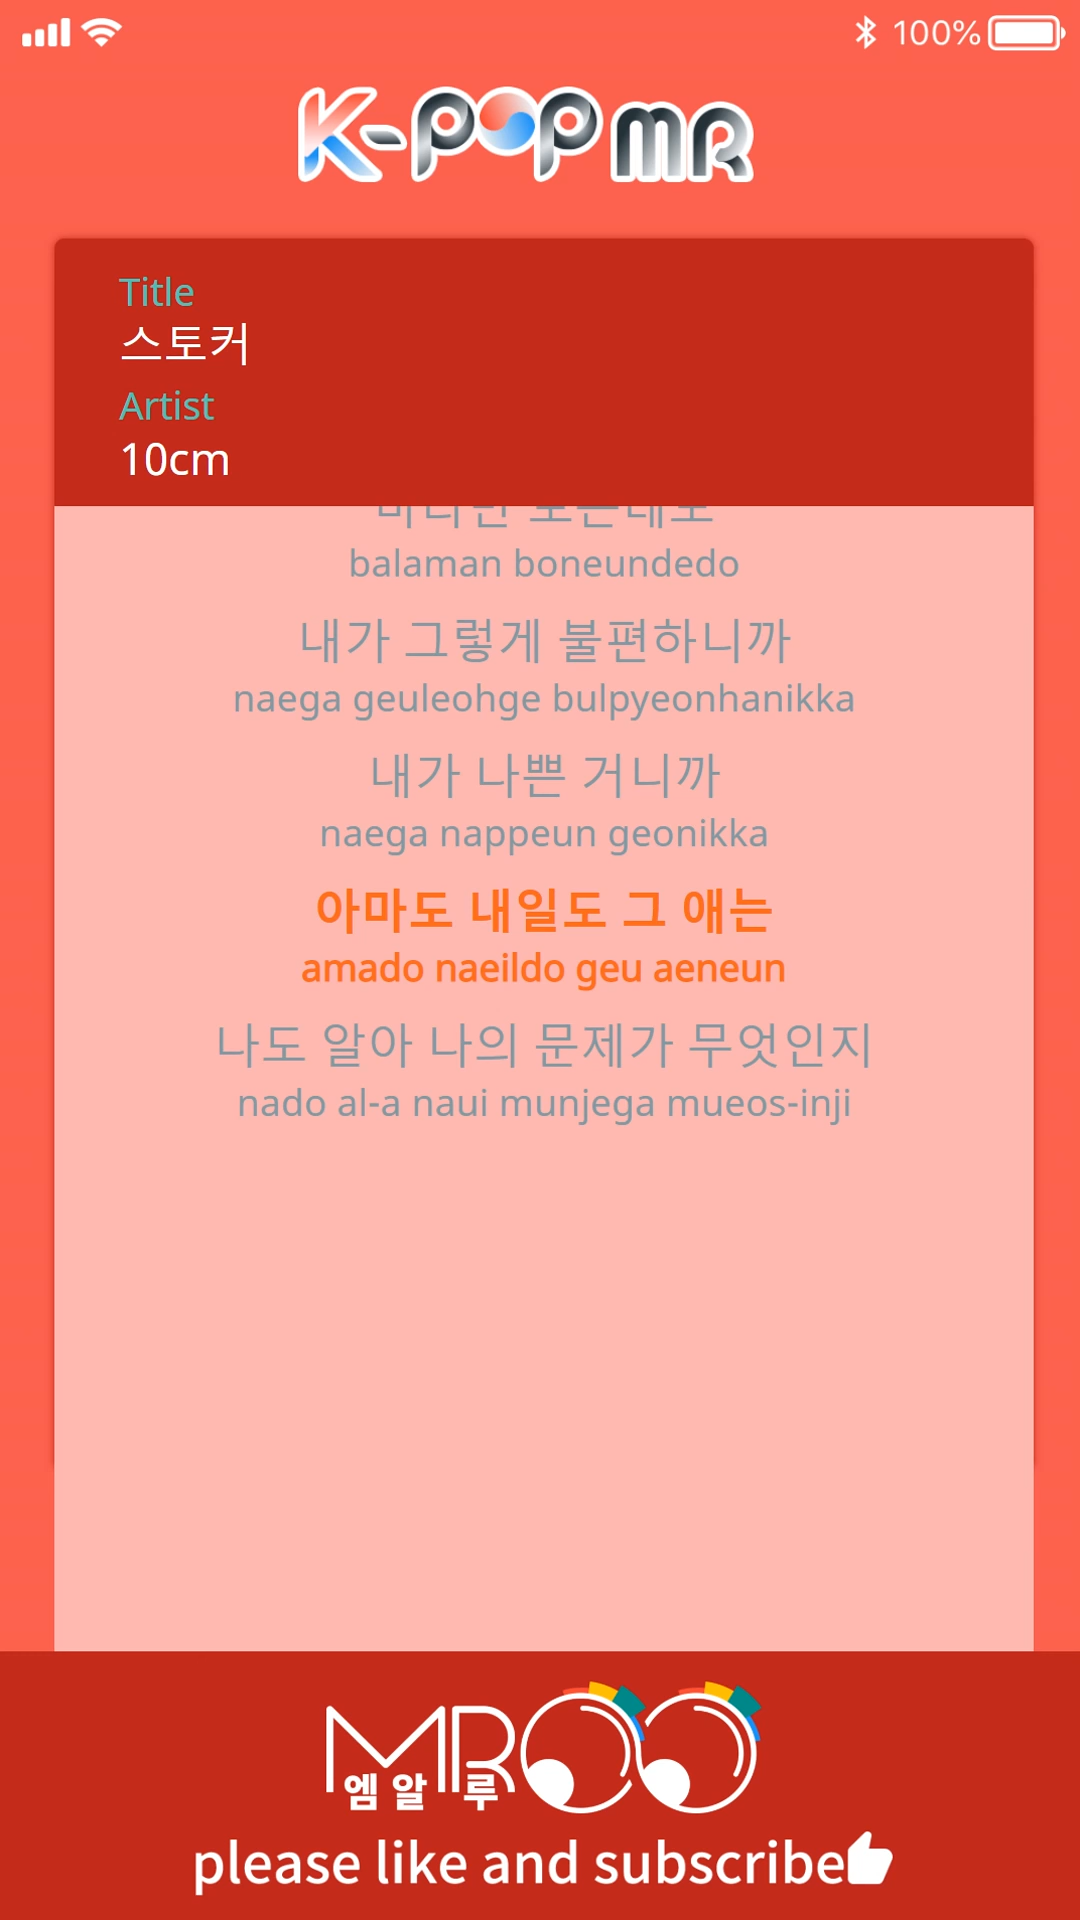 100%
K-POP MR
Title
스토커
Artist
10cm
balaman boneundedo
내가 그렇게 불편하니까
naega geuleohge bulpyeonhanikka
내가 나쁜 거니까
naega nappeun geonikka
아마도 내일도 그 애는
amado naeildo geu aeneun
나도 알아 나의 문제가 무엇인지
nado al-a naui munjega mueos-inji
MR
엠알루
please like and subscribe